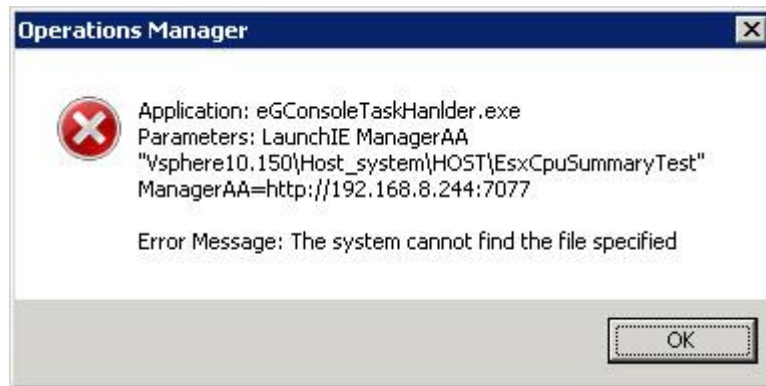 Operations Manager
Application: eGConsoleTaskHanlder.exe
Parameters: LaunchIE ManagerAA
"Vsphere10.150\Host_system\HOST\EsxCpuSummaryTest"
ManagerAA=http://192.168.8.244:7077
Error Message: The system cannot find the file specified
OK